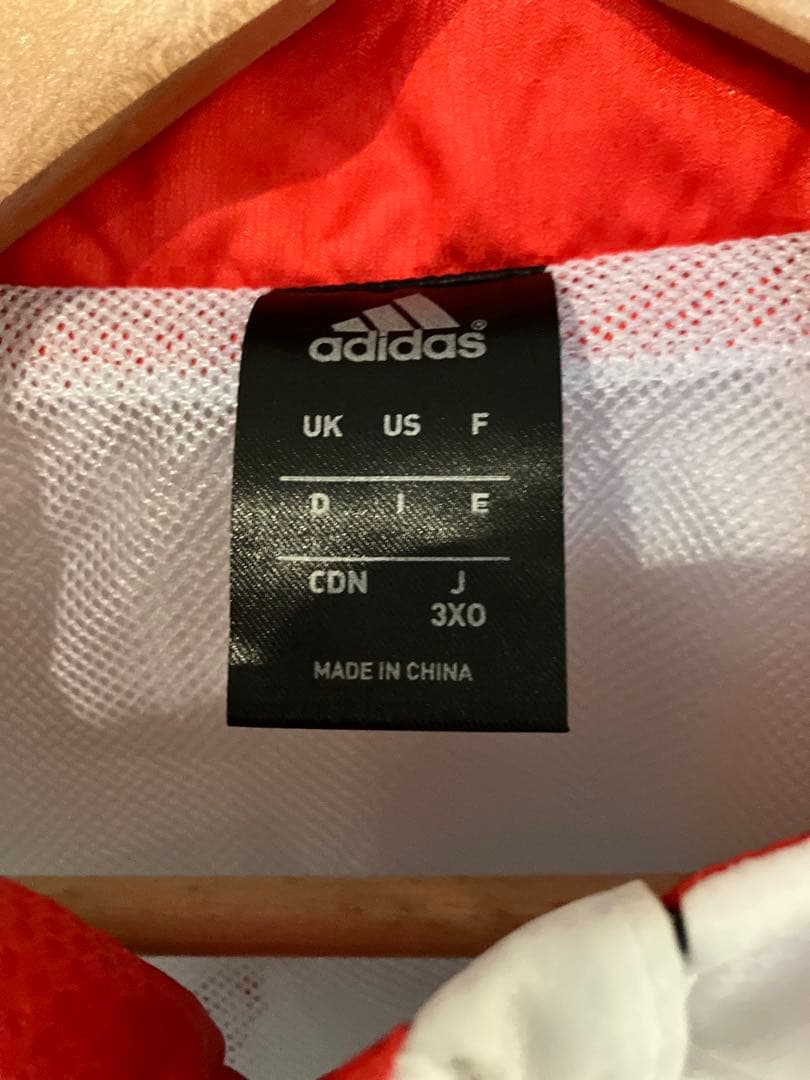 adidas®
UK US F
D I E
CDN J
3XO
MADE IN CHINA